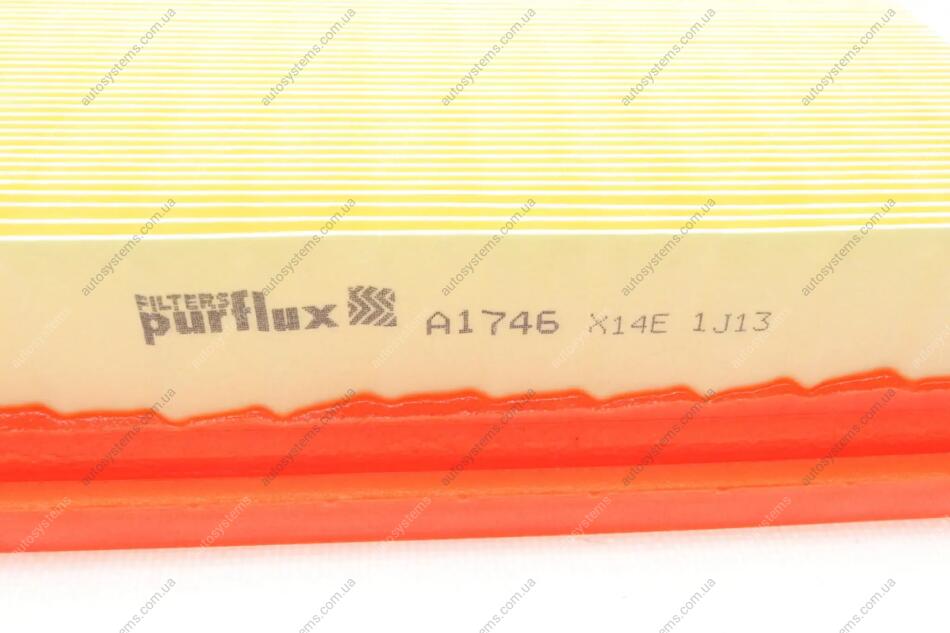 FILTERS
purflux A1746 X14E 1J13
autosystems.com.ua